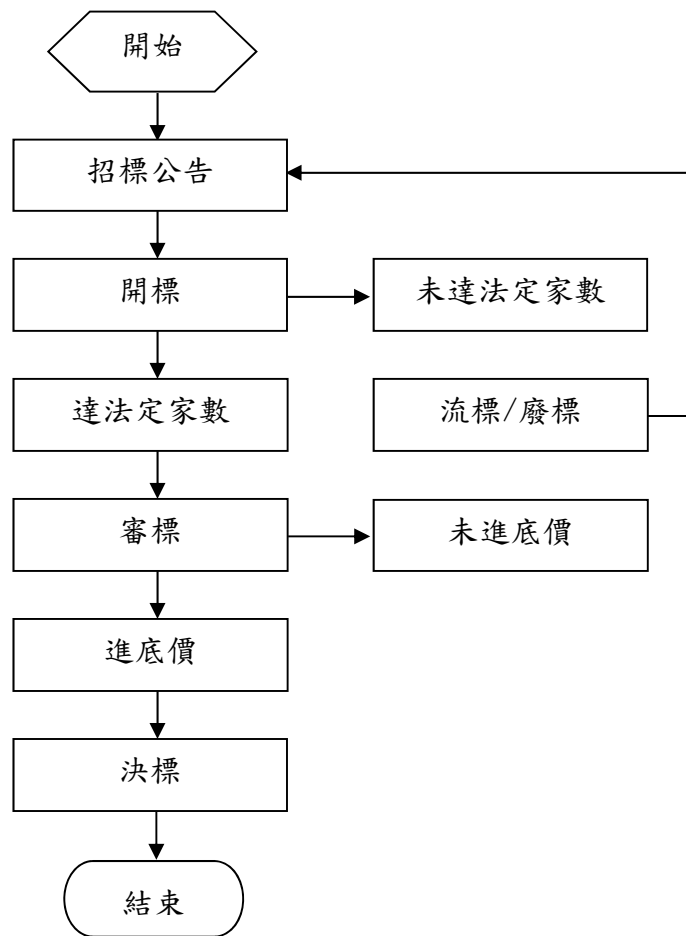 開始
招標公告
開標
未達法定家數
達法定家數
流標/廢標
審標
未進底價
進底價
決標
結束